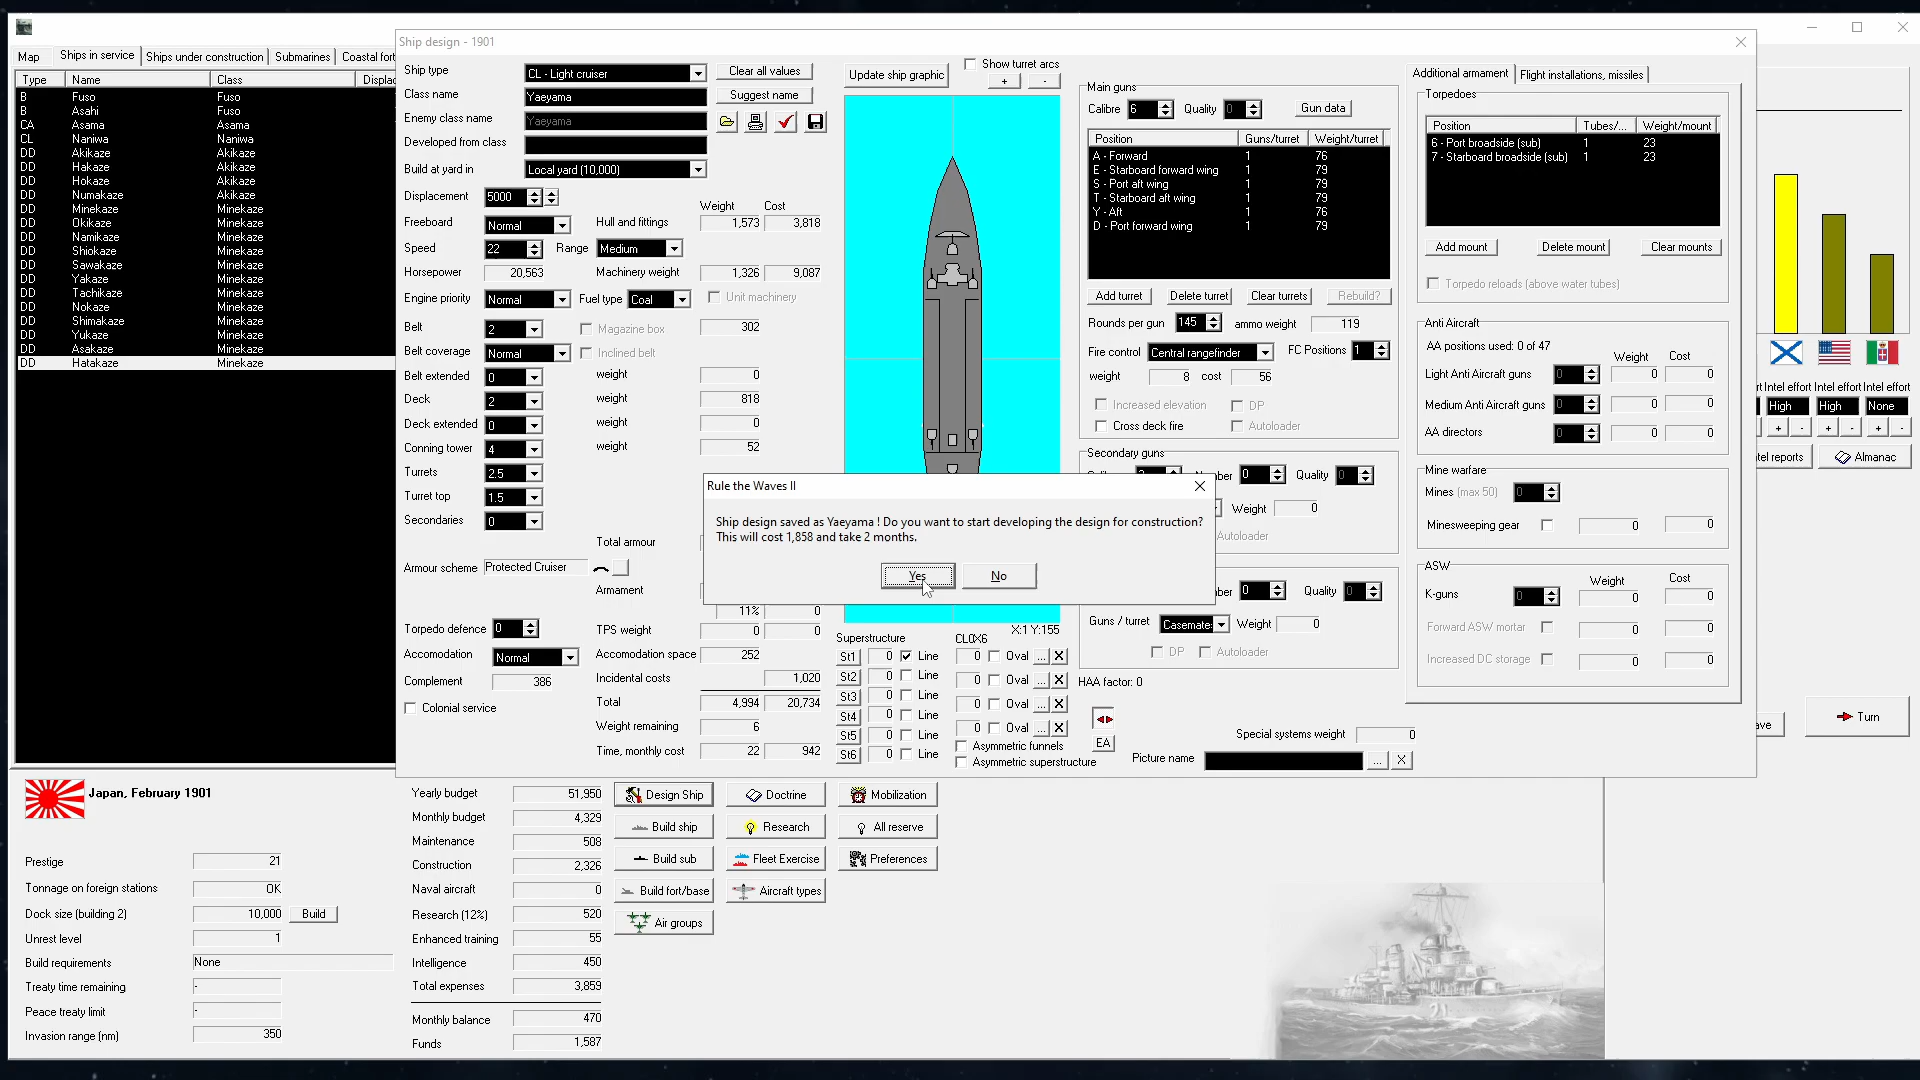 Map
Ships in service
Ships under construction
Submarines
Coastal fort
Type Name Class Displac
B Fuso Fuso
B Asahi Fuso
CA Asama Asama
CL Naniwa Naniwa
DD Akikaze Akikaze
DD Hakaze Akikaze
DD Hokaze Akikaze
DD Numakaze Akikaze
DD Minekaze Minekaze
DD Okikaze Minekaze
DD Namikaze Minekaze
DD Shiokaze Minekaze
DD Sawakaze Minekaze
DD Yakaze Minekaze
DD Tachikaze Minekaze
DD Nokaze Minekaze
DD Shimakaze Minekaze
DD Yukaze Minekaze
DD Asakaze Minekaze
DD Hatakaze Minekaze
Ship design - 1901
Ship type CL - Light cruiser Clear all values
Class name Yaeyama Suggest name
Enemy class name Yaeyama
Developed from class
Build at yard in Local yard (10,000)
Displacement 5000
Weight Cost
Freeboard Normal Hull and fittings 1,573 3,818
Speed 22 Range Medium
Horsepower 20,563 Machinery weight 1,326 9,087
Engine priority Normal Fuel type Coal Unit machinery
Belt 2 Magazine box 302
Belt coverage Normal Inclined belt
Belt extended 0 weight 0
Deck 2 weight 818
Deck extended 0 weight 0
Conning tower 4 weight 52
Turrets 2.5
Turret top 1.5
Secondaries 0
Total armour
Armour scheme Protected Cruiser
Armament
11% 0
Torpedo defence 0 TPS weight 0 0
Accomodation Normal Accomodation space 252
Complement 386 Incidental costs 1,020
Colonial service Total 4,994 20,734
Weight remaining 6
Time, monthly cost 22 942
Update ship graphic Show turret arcs
+ -
X:1 Y:155
Superstructure CL0X6
St1 0 Line 0 Oval ... X
St2 0 Line 0 Oval ... X
St3 0 Line 0 Oval ... X
St4 0 Line 0 Oval ... X
St5 0 Line Asymmetric funnels
St6 0 Line Asymmetric superstructure
Main guns
Calibre 6 Quality 0 Gun data
Position Guns/turret Weight/turret
A - Forward 1 76
E - Starboard forward wing 1 79
S - Port aft wing 1 79
T - Starboard aft wing 1 79
Y - Aft 1 76
D - Port forward wing 1 79
Add turret Delete turret Clear turrets Rebuild?
Rounds per gun 145 ammo weight 119
Fire control Central rangefinder FC Positions 1
weight 8 cost 56
Increased elevation DP
Cross deck fire Autoloader
Secondary guns
0 Quality 0
Weight 0
Autoloader
0 Quality 0
Guns / turret Weight 0
DP Autoloader
HAA factor: 0
EA
Special systems weight 0
Picture name ... X
Rule the Waves II
Ship design saved as Yaeyama ! Do you want to start developing the design for construction?
This will cost 1,858 and take 2 months.
Yes No
Additional armament
Flight installations, missiles
Torpedoes
Position Tubes/... Weight/mount
6 - Port broadside (sub) 1 23
7 - Starboard broadside (sub) 1 23
Add mount Delete mount Clear mounts
Torpedo reloads (above water tubes)
Anti Aircraft
AA positions used: 0 of 47
Weight Cost
Light Anti Aircraft guns 0 0 0
Medium Anti Aircraft guns 0 0 0
AA directors 0 0 0
Mine warfare
Mines (max 50) 0
Minesweeping gear 0 0
ASW
Weight Cost
K-guns 0 0 0
Forward ASW mortar 0 0
Increased DC storage 0 0
Intel effort Intel effort Intel effort
High High None
+ - + - + -
tel reports Almanac
ave Turn
Japan, February 1901
Prestige 21
Tonnage on foreign stations OK
Dock size (building 2) 10,000 Build
Unrest level 1
Build requirements None
Treaty time remaining -
Peace treaty limit -
Invasion range (nm) 350
Yearly budget 51,950
Monthly budget 4,329
Maintenance 508
Construction 2,326
Naval aircraft 0
Research (12%) 520
Enhanced training 55
Intelligence 450
Total expenses 3,859
Monthly balance 470
Funds 1,587
Design Ship Doctrine Mobilization
Build ship Research All reserve
Build sub Fleet Exercise Preferences
Build fort/base Aircraft types
Air groups